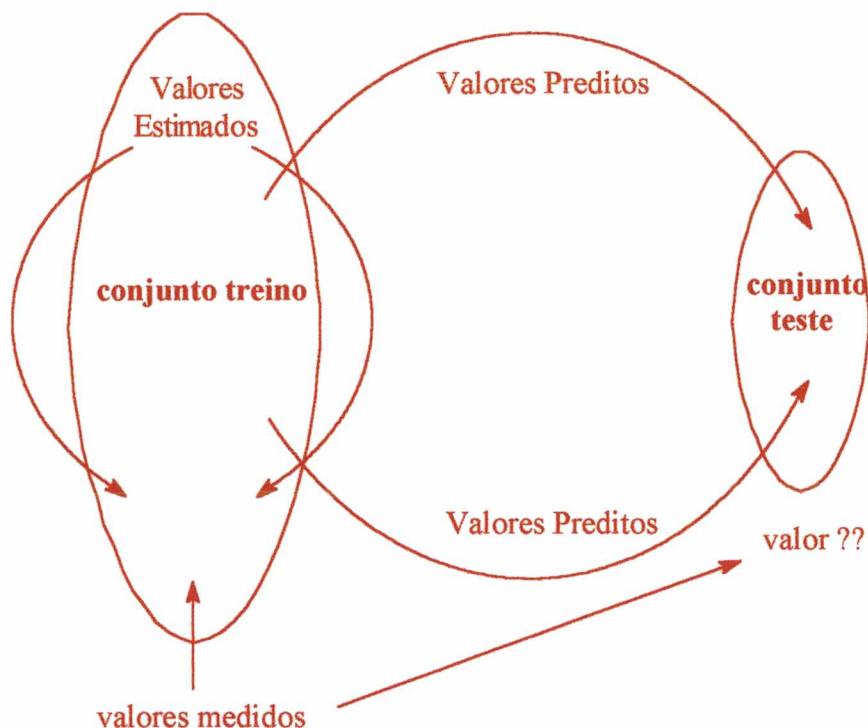 Valores
Estimados
Valores Preditos
conjunto treino
conjunto
teste
Valores Preditos
valor ??
valores medidos